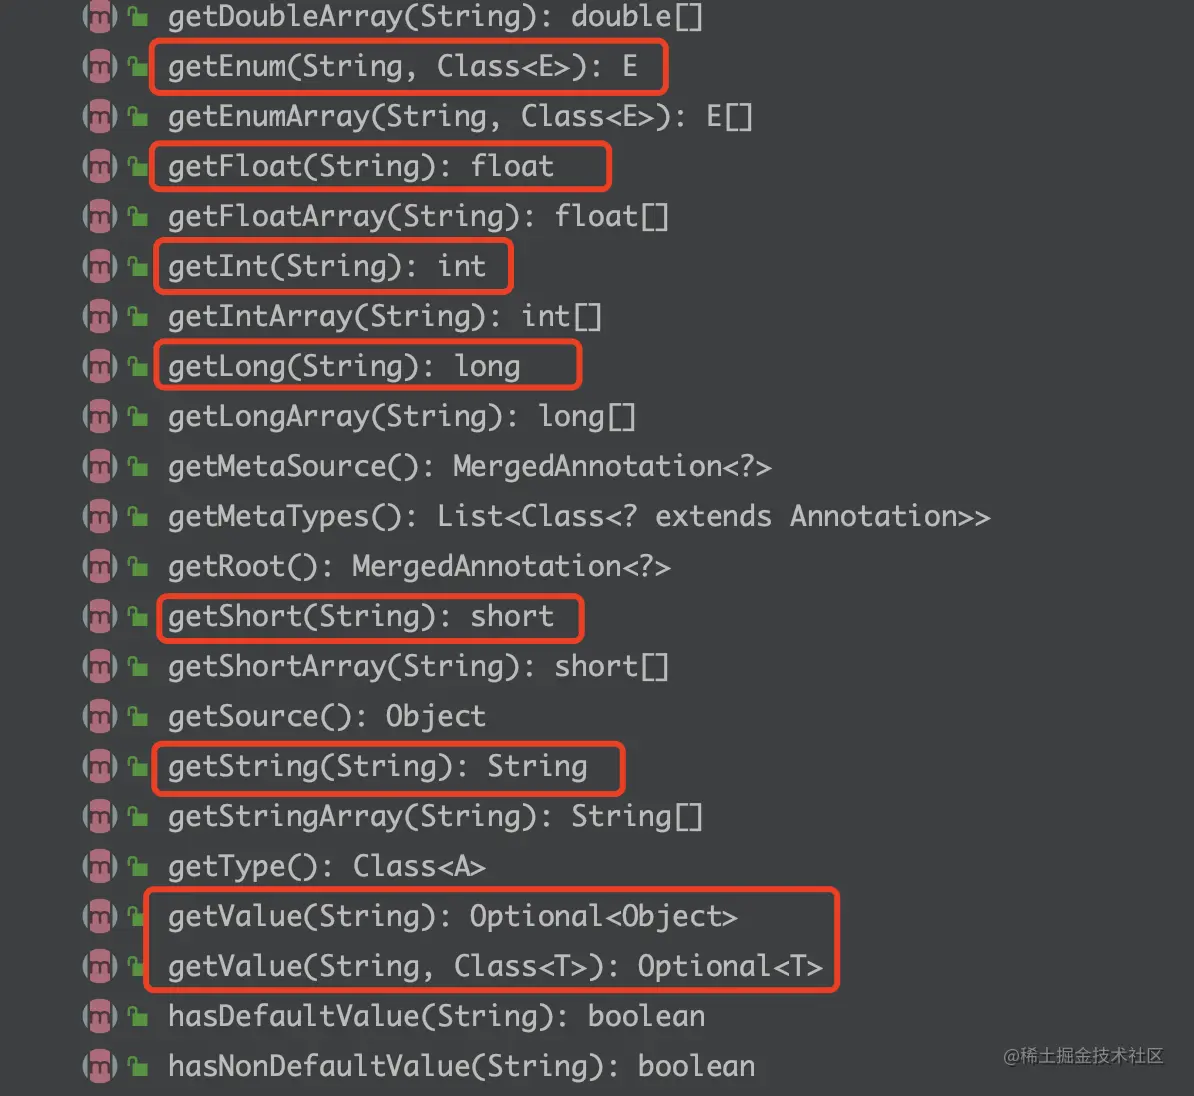 getDoubleArray(String): double[]
getEnum(String, Class<E>): E
getEnumArray(String, Class<E>): E[]
getFloat(String): float
getFloatArray(String): float[]
getInt(String): int
getIntArray(String): int[]
getLong(String): long
getLongArray(String): long[]
getMetaSource(): MergedAnnotation<?>
getMetaTypes(): List<Class<? extends Annotation>>
getRoot(): MergedAnnotation<?>
getShort(String): short
getShortArray(String): short[]
getSource(): Object
getString(String): String
getStringArray(String): String[]
getType(): Class<A>
getValue(String): Optional<Object>
getValue(String, Class<T>): Optional<T>
hasDefaultValue(String): boolean
hasNonDefaultValue(String): boolean
@稀土掘金技术社区